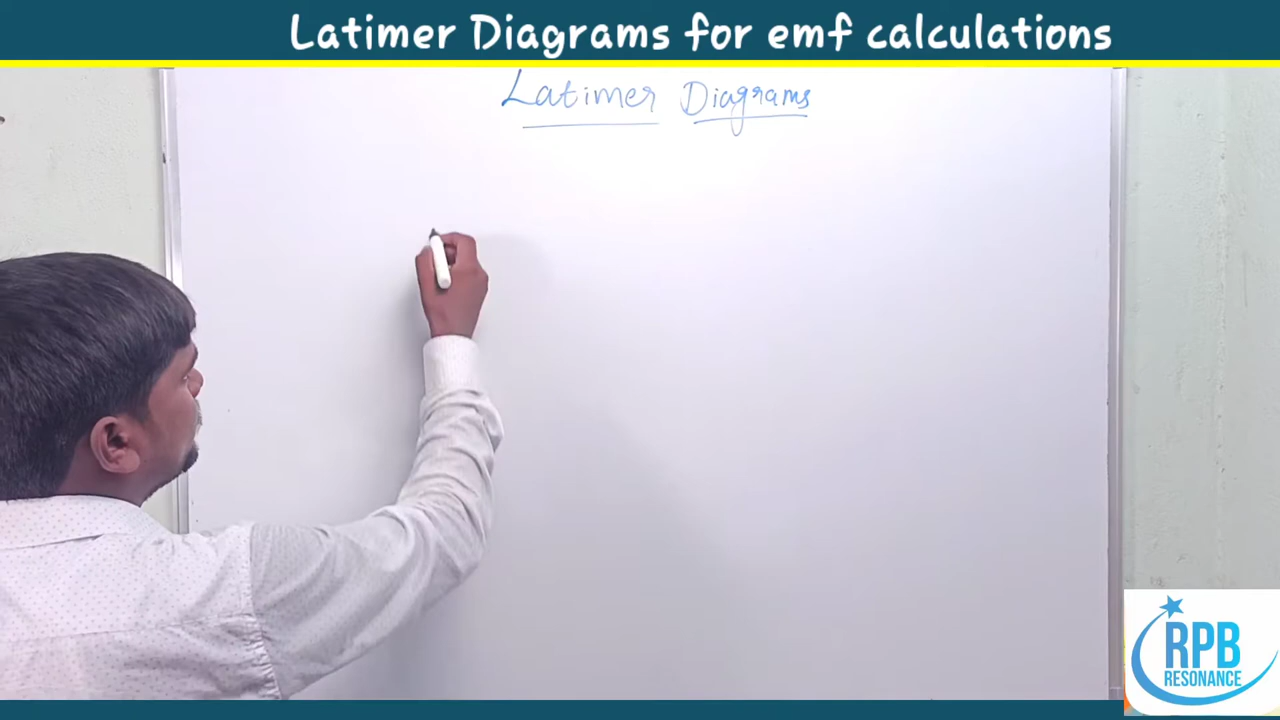 Latimer Diagrams for emf calculations
Latimer Diagrams
RPB
RESONANCE